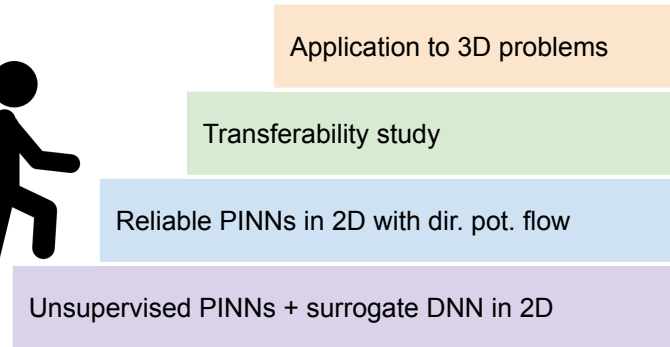 Application to 3D problems
Transferability study
Reliable PINNs in 2D with dir. pot. flow
Unsupervised PINNs + surrogate DNN in 2D